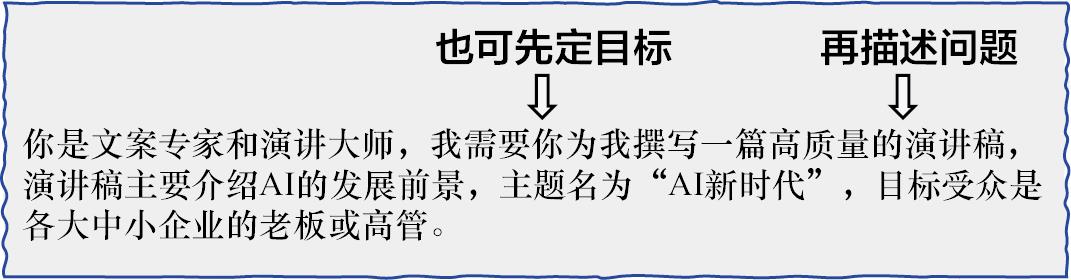 也可先定目标 再描述问题
你是文案专家和演讲大师，我需要你为我撰写一篇高质量的演讲稿，
演讲稿主要介绍AI的发展前景，主题名为“AI新时代”，目标受众是
各大中小企业的老板或高管。